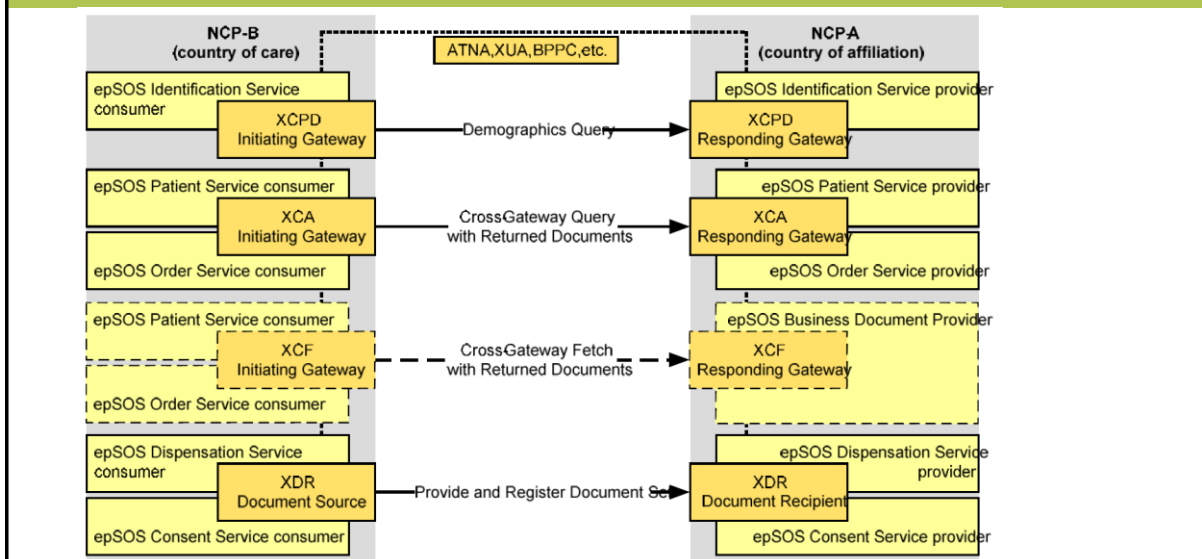 NCP-B
(country of care)
ATNA,XUA,BPPC,etc.
NCP-A
(country of affiliation)
epSOS Identification Service
consumer
XCPD
Initiating Gateway
Demographics Query
epSOS Identification Service provider
XCPD
Responding Gateway
epSOS Patient Service consumer
XCA
Initiating Gateway
epSOS Order Service consumer
Cross-Gateway Query
with Returned Documents
epSOS Patient Service provider
XCA
Responding Gateway
epSOS Order Service provider
epSOS Patient Service consumer
XCF
Initiating Gateway
epSOS Order Service consumer
Cross-Gateway Fetch
with Returned Documents
epSOS Business Document Provider
XCF
Responding Gateway
epSOS Dispensation Service
consumer
XDR
Document Source
epSOS Consent Service consumer
Provide and Register Document Set
epSOS Dispensation Service
provider
XDR
Document Recipient
epSOS Consent Service provider